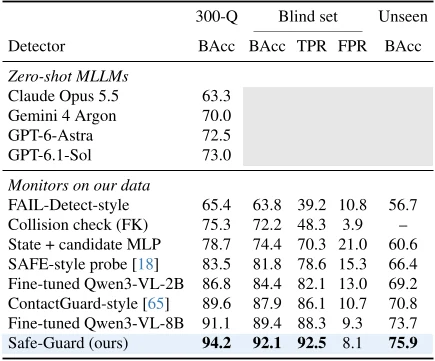 300-Q Blind set Unseen
Detector BAcc BAcc TPR FPR BAcc
Zero-shot MLLMs
Claude Opus 5.5 63.3
Gemini 4 Argon 70.0
GPT-6-Astra 72.5
GPT-6.1-Sol 73.0
Monitors on our data
FAIL-Detect-style 65.4 63.8 39.2 10.8 56.7
Collision check (FK) 75.3 72.2 48.3 3.9 –
State + candidate MLP 78.7 74.4 70.3 21.0 60.6
SAFE-style probe [18] 83.5 81.8 78.6 15.3 66.4
Fine-tuned Qwen3-VL-2B 86.8 84.4 82.1 13.0 69.2
ContactGuard-style [65] 89.6 87.9 86.1 10.7 70.8
Fine-tuned Qwen3-VL-8B 91.1 89.4 88.3 9.3 73.7
Safe-Guard (ours) 94.2 92.1 92.5 8.1 75.9